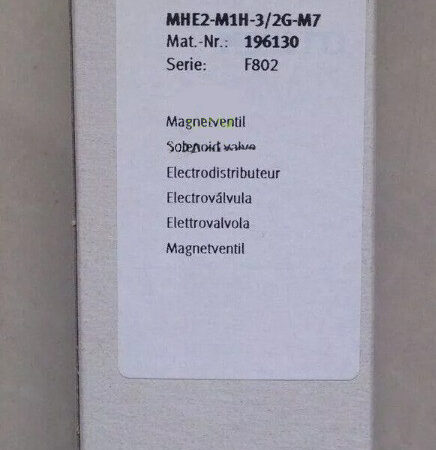 MHE2-M1H-3/2G-M7
Mat.-Nr.: 196130
Serie: F802
Magnetventil
Solenoid valve
Electrodistributeur
Electroválvula
Elettrovalvola
Magnetventil